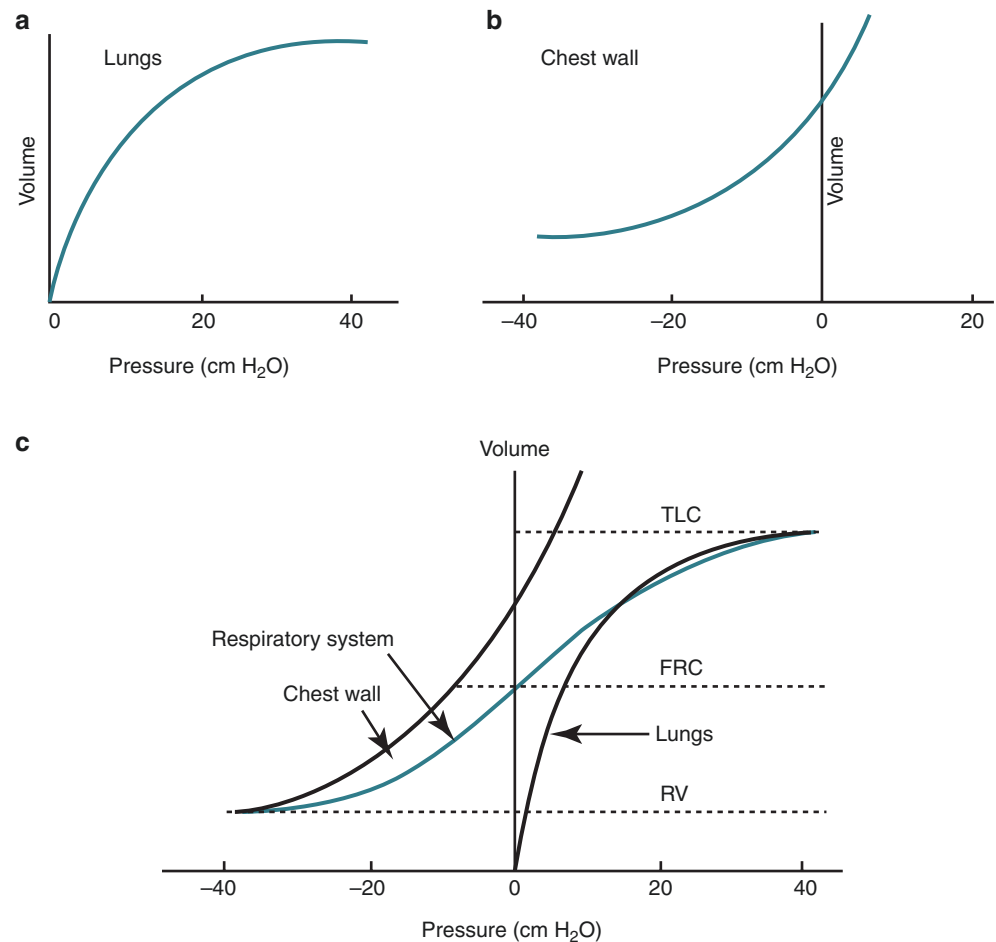 a
Lungs
Volume
0 20 40
Pressure (cm H₂O)
b
Chest wall
Volume
–40 –20 0 20
Pressure (cm H₂O)
c
Volume
TLC
Respiratory system
FRC
Chest wall
Lungs
RV
–40 –20 0 20 40
Pressure (cm H₂O)